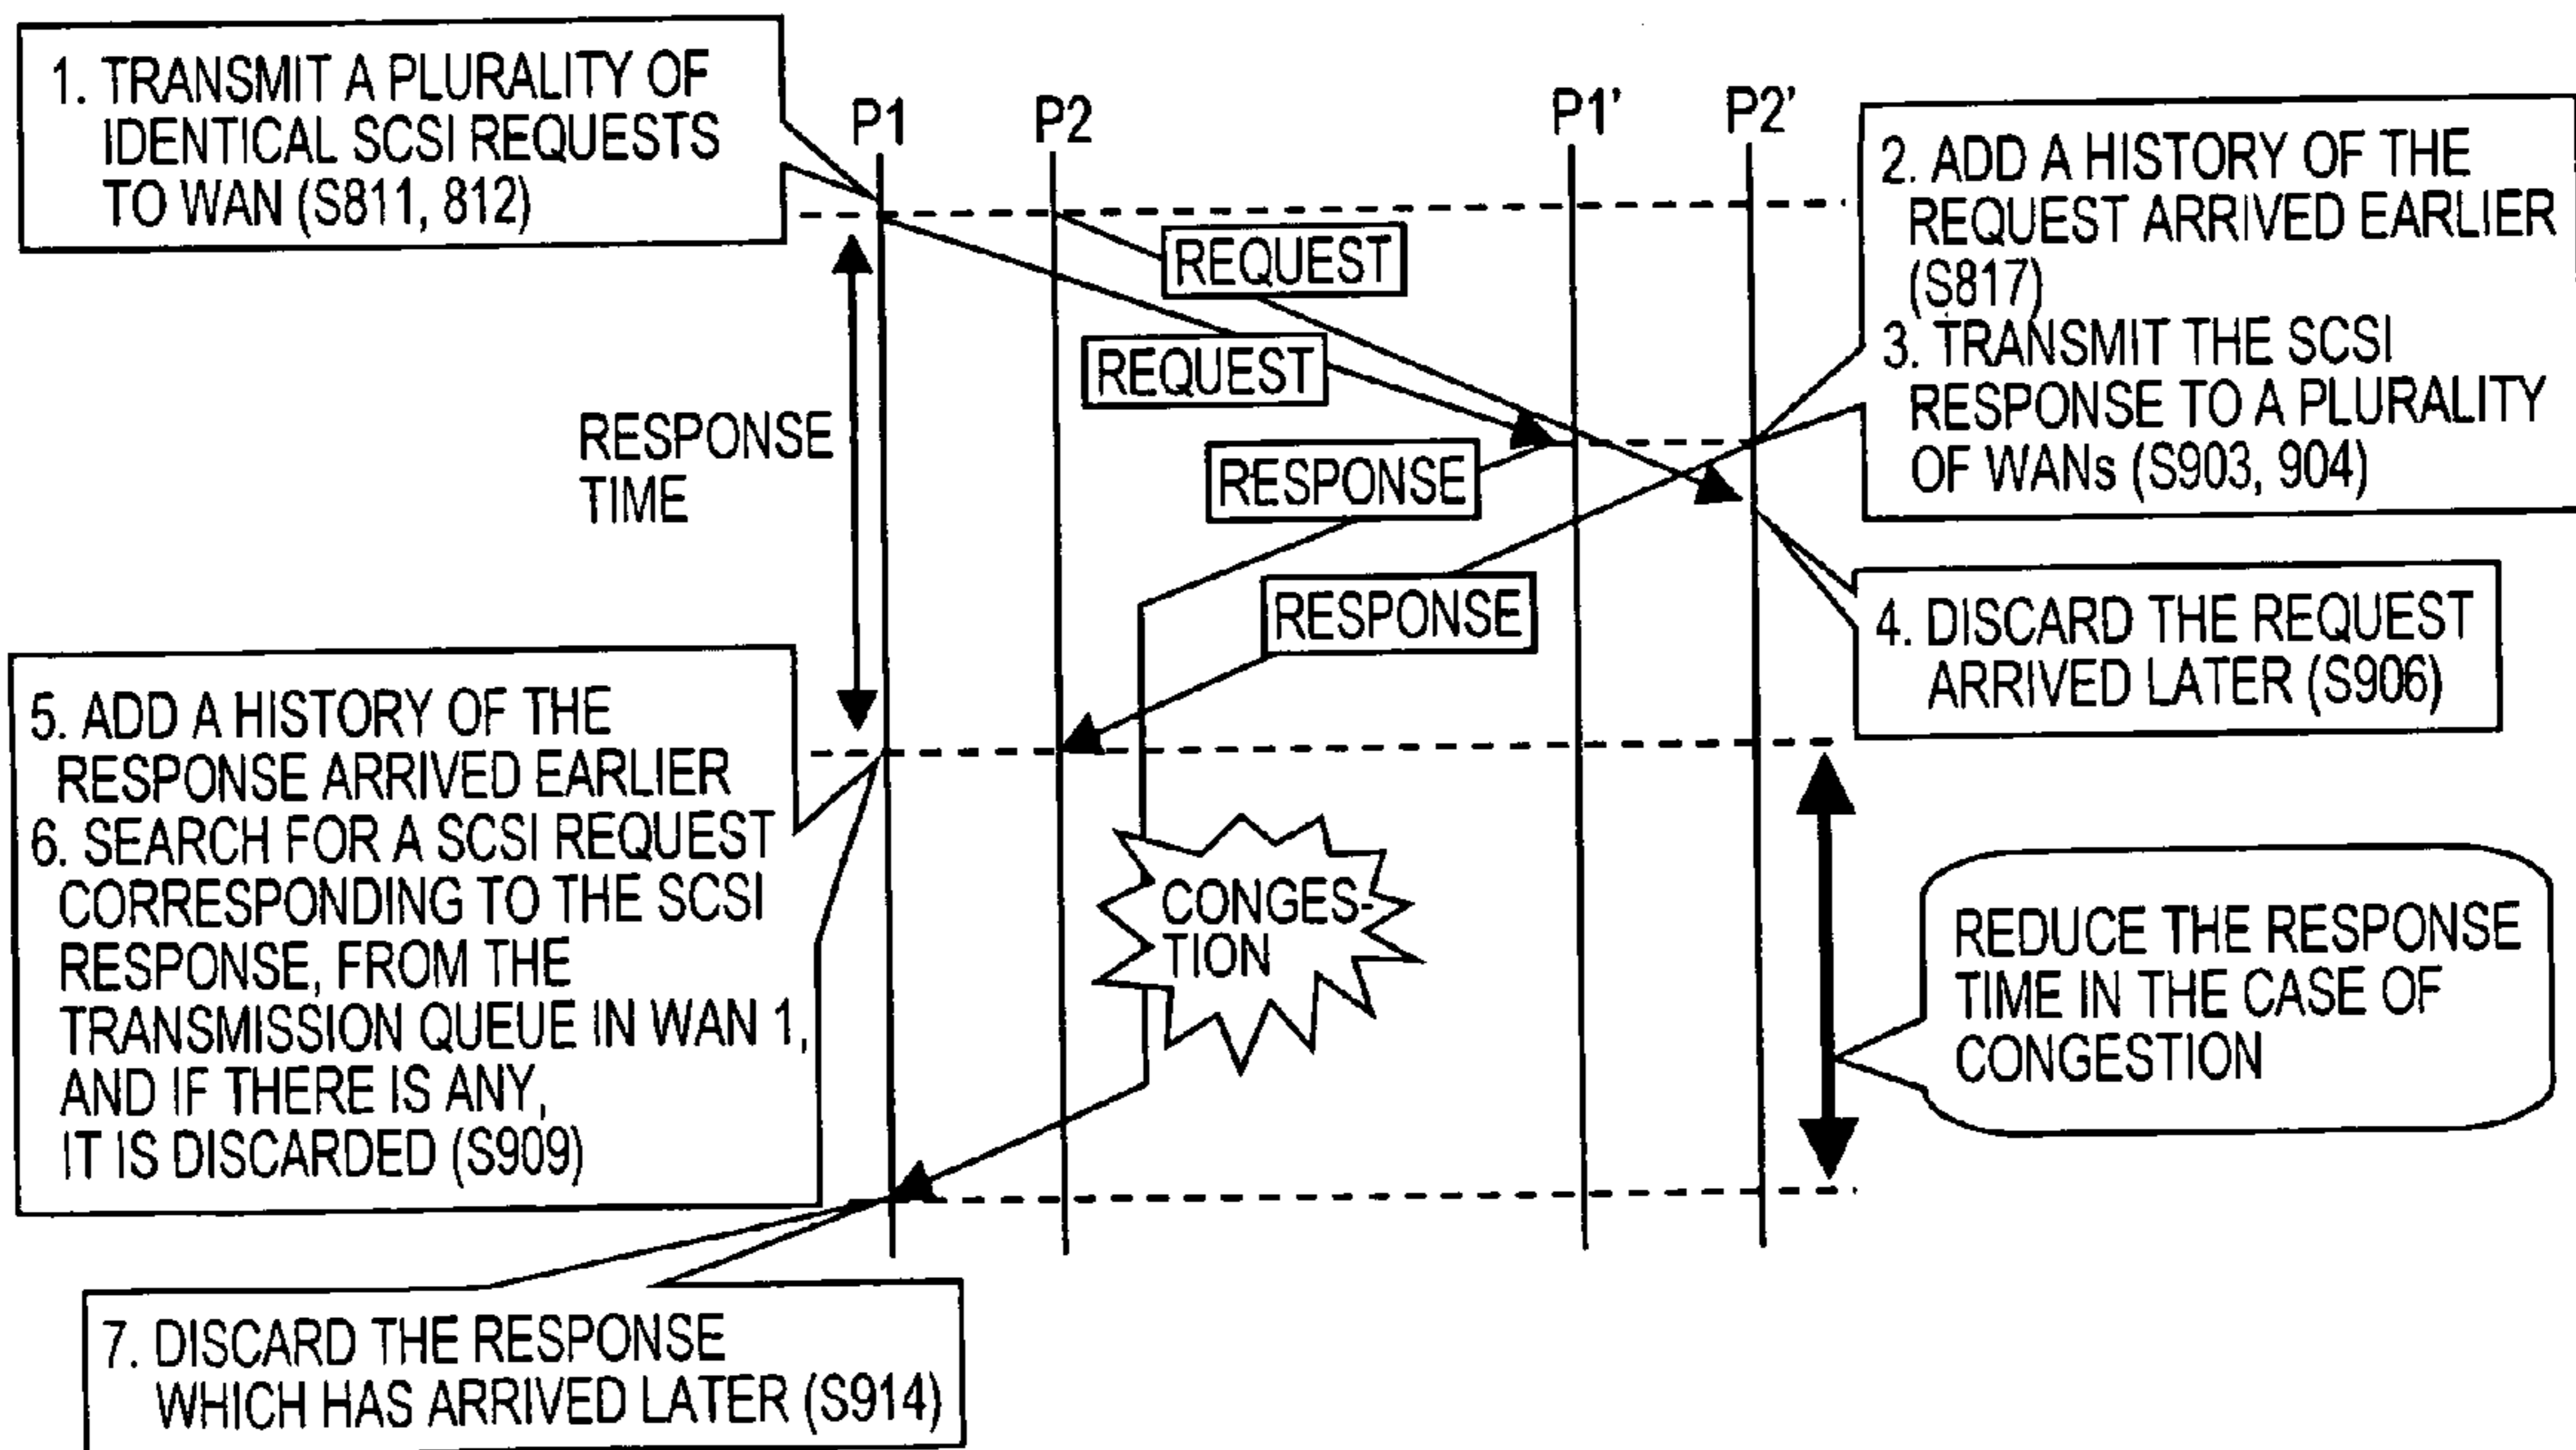 1. TRANSMIT A PLURALITY OF
IDENTICAL SCSI REQUESTS
TO WAN (S811, 812)
P1
P2
P1'
P2'
2. ADD A HISTORY OF THE
REQUEST ARRIVED EARLIER
(S817)
3. TRANSMIT THE SCSI
RESPONSE TO A PLURALITY
OF WANs (S903, 904)
REQUEST
REQUEST
RESPONSE
TIME
RESPONSE
RESPONSE
4. DISCARD THE REQUEST
ARRIVED LATER (S906)
5. ADD A HISTORY OF THE
RESPONSE ARRIVED EARLIER
6. SEARCH FOR A SCSI REQUEST
CORRESPONDING TO THE SCSI
RESPONSE, FROM THE
TRANSMISSION QUEUE IN WAN 1,
AND IF THERE IS ANY,
IT IS DISCARDED (S909)
CONGES-
TION
REDUCE THE RESPONSE
TIME IN THE CASE OF
CONGESTION
7. DISCARD THE RESPONSE
WHICH HAS ARRIVED LATER (S914)